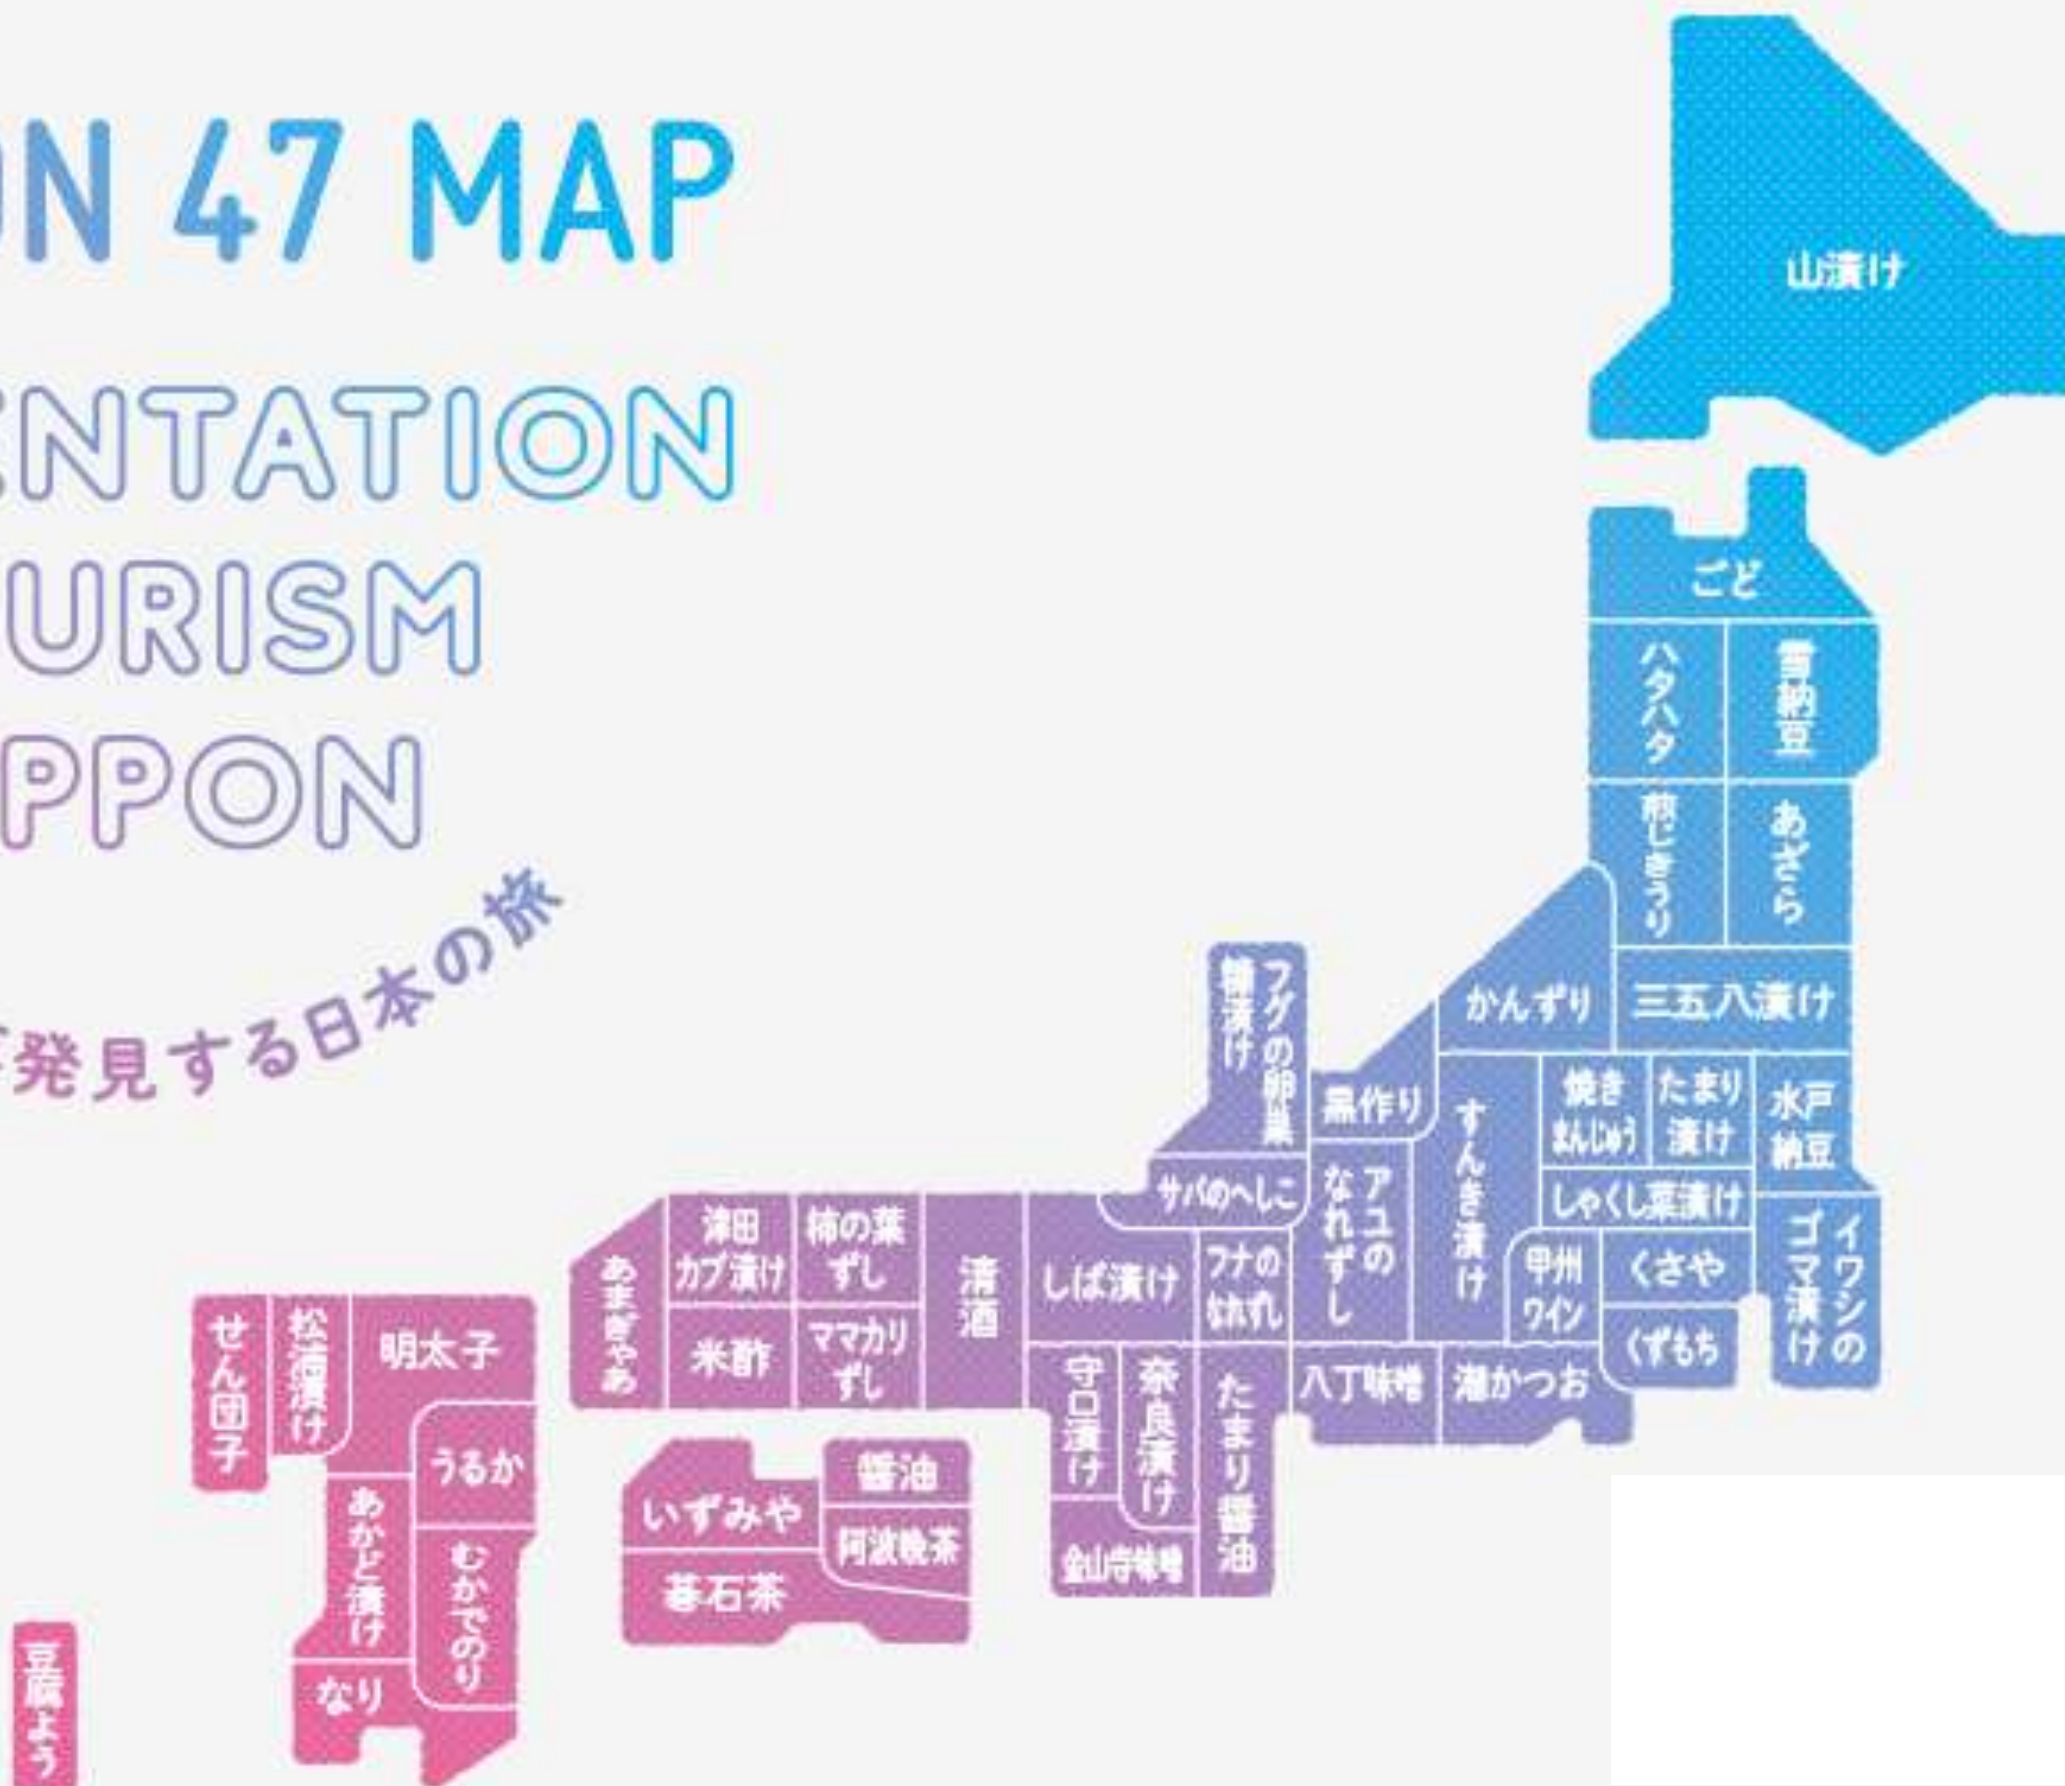 ON 47 MAP
ENTATION
URISM
PPON
発見する日本の旅
山漬け
ごど
ハタハタ
雪納豆
煎じきうり
あざら
かんずり
三五八漬け
フグの卵巣
糠漬け
黒作り
すんき漬け
焼き
まんじゅう
たまり
漬け
水戸
納豆
サバのへしこ
アユの
なれずし
しゃくし菜漬け
イワシの
ゴマ漬け
甲州
ワイン
くさや
くずもち
あまぎゃあ
津田
カブ漬け
柿の葉
ずし
清酒
しば漬け
フナの
なれずし
米酢
ママカリ
ずし
守口漬け
奈良漬け
たまり醤油
八丁味噌
潮かつお
金山寺味噌
せん団子
松浦漬け
明太子
うるか
あかど漬け
むかでのり
なり
いずみや
醤油
阿波晩茶
碁石茶
豆腐よう